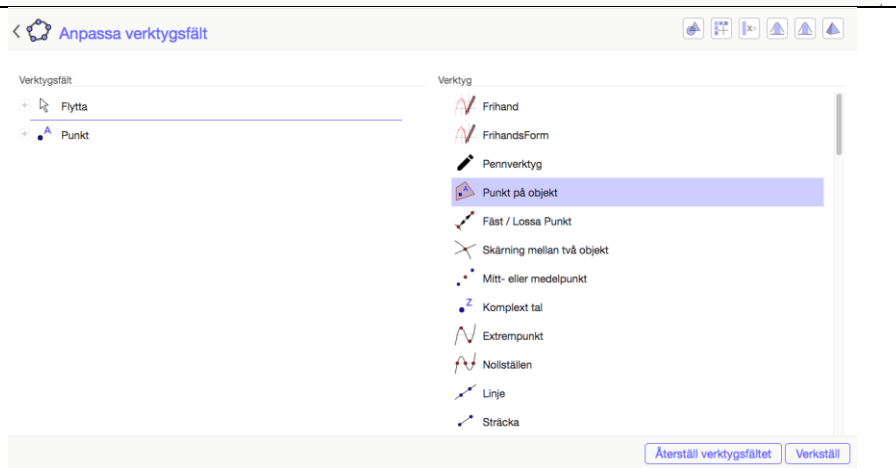 Anpassa verktygsfält
Verktygsfält
Flytta
Punkt
Verktyg
Frihand
FrihandsForm
Pennverktyg
Punkt på objekt
Fäst / Lossa Punkt
Skärning mellan två objekt
Mitt- eller medelpunkt
Komplext tal
Extrempunkt
Nollställen
Linje
Sträcka
Återställ verktygsfältet
Verkställ